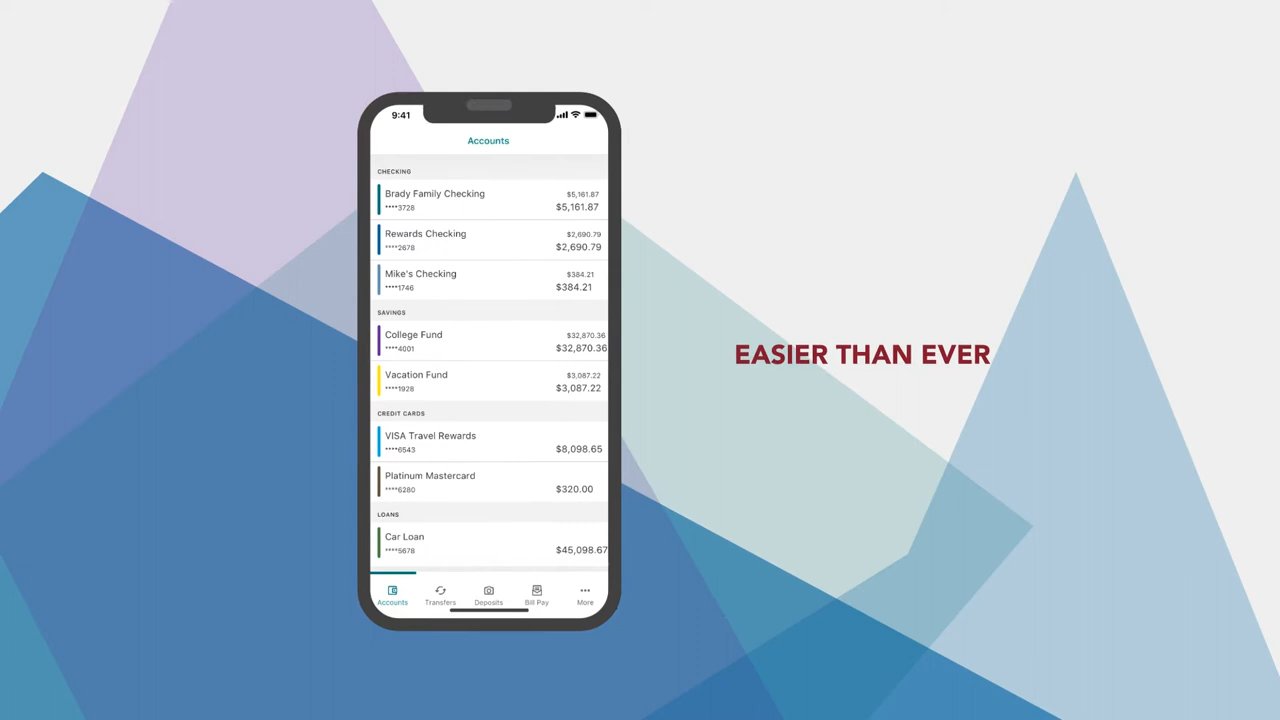 9:41
Accounts
CHECKING
Brady Family Checking $5,161.87
****3728 $5,161.87
Rewards Checking $2,690.79
****2678 $2,690.79
Mike's Checking $384.21
****1746 $384.21
SAVINGS
College Fund $32,870.36
****4001 $32,870.36
Vacation Fund $3,087.22
****1928 $3,087.22
CREDIT CARDS
VISA Travel Rewards
****6543 $8,098.65
Platinum Mastercard
****6280 $320.00
LOANS
Car Loan
****5678 $45,098.67
Accounts Transfers Deposits Bill Pay More
EASIER THAN EVER